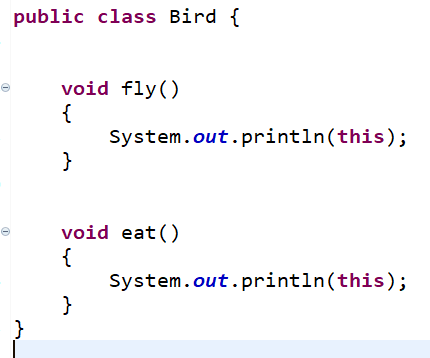 public class Bird {
void fly()
{
System.out.println(this);
}
void eat()
{
System.out.println(this);
}
}